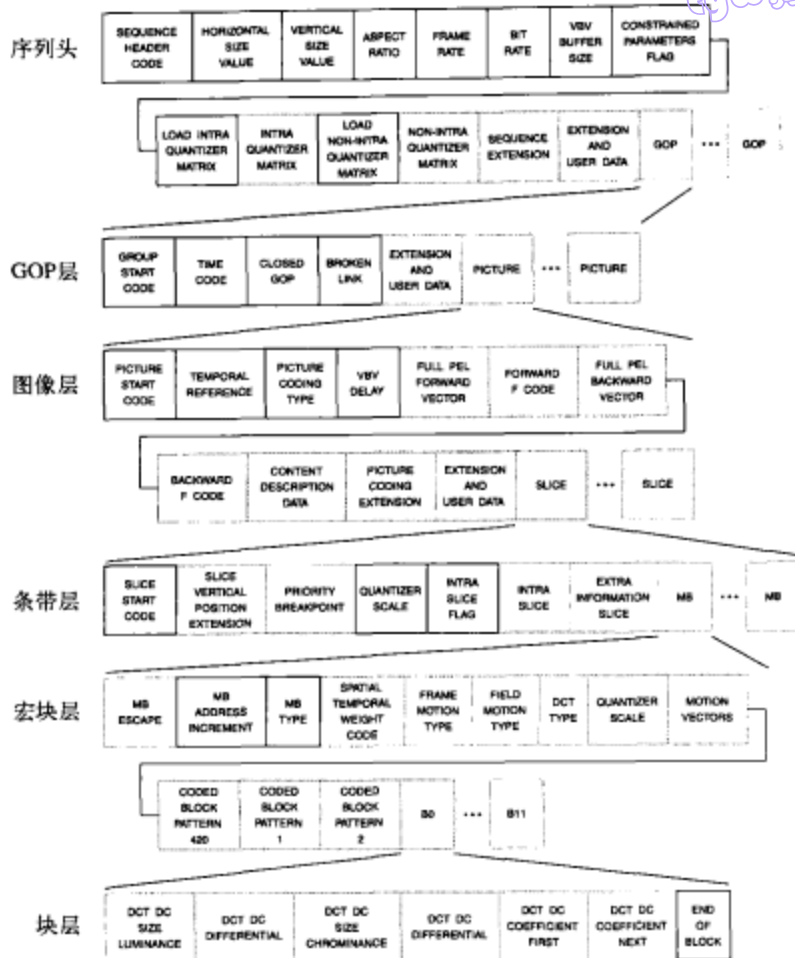 序列头
SEQUENCE HEADER CODE
HORIZONTAL SIZE VALUE
VERTICAL SIZE VALUE
ASPECT RATIO
FRAME RATE
BIT RATE
VBV BUFFER SIZE
CONSTRAINED PARAMETERS FLAG
LOAD INTRA QUANTIZER MATRIX
INTRA QUANTIZER MATRIX
LOAD NON-INTRA QUANTIZER MATRIX
NON-INTRA QUANTIZER MATRIX
SEQUENCE EXTENSION
EXTENSION AND USER DATA
GOP
•••
GOP
GOP层
GROUP START CODE
TIME CODE
CLOSED GOP
BROKEN LINK
EXTENSION AND USER DATA
PICTURE
•••
PICTURE
图像层
PICTURE START CODE
TEMPORAL REFERENCE
PICTURE CODING TYPE
VBV DELAY
FULL PEL FORWARD VECTOR
FORWARD F CODE
FULL PEL BACKWARD VECTOR
BACKWARD F CODE
CONTENT DESCRIPTION DATA
PICTURE CODING EXTENSION
EXTENSION AND USER DATA
SLICE
•••
SLICE
条带层
SLICE START CODE
SLICE VERTICAL POSITION EXTENSION
PRIORITY BREAKPOINT
QUANTIZER SCALE
INTRA SLICE FLAG
INTRA SLICE
EXTRA INFORMATION SLICE
MB
•••
MB
宏块层
MB ESCAPE
MB ADDRESS INCREMENT
MB TYPE
SPATIAL TEMPORAL WEIGHT CODE
FRAME MOTION TYPE
FIELD MOTION TYPE
DCT TYPE
QUANTIZER SCALE
MOTION VECTORS
CODED BLOCK PATTERN 420
CODED BLOCK PATTERN 1
CODED BLOCK PATTERN 2
B0
•••
B11
块层
DCT DC SIZE LUMINANCE
DCT DC DIFFERENTIAL
DCT DC SIZE CHROMINANCE
DCT DC DIFFERENTIAL
DCT DC COEFFICIENT FIRST
DCT DC COEFFICIENT NEXT
END OF BLOCK